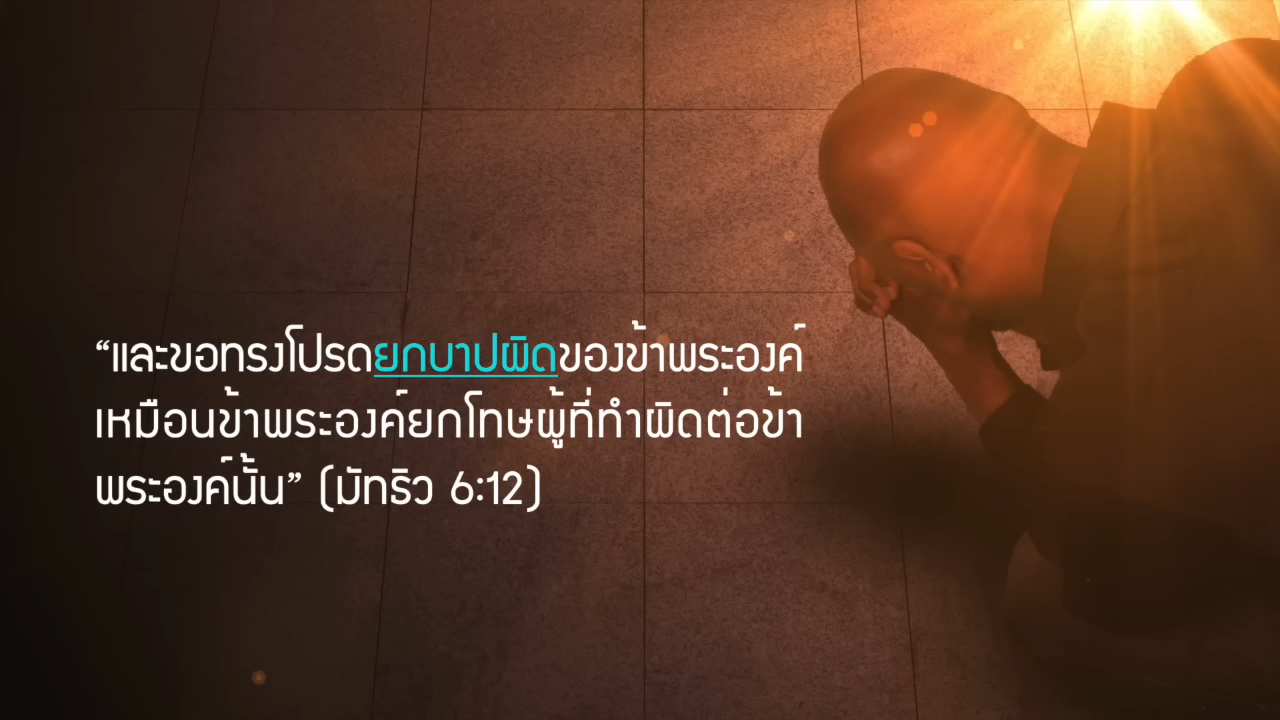 “และขอทรงโปรดยกบาปผิดของข้าพระองค์
เหมือนข้าพระองค์ยกโทษผู้ที่ทำผิดต่อข้า
พระองค์นั้น” (มัทธิว 6:12)